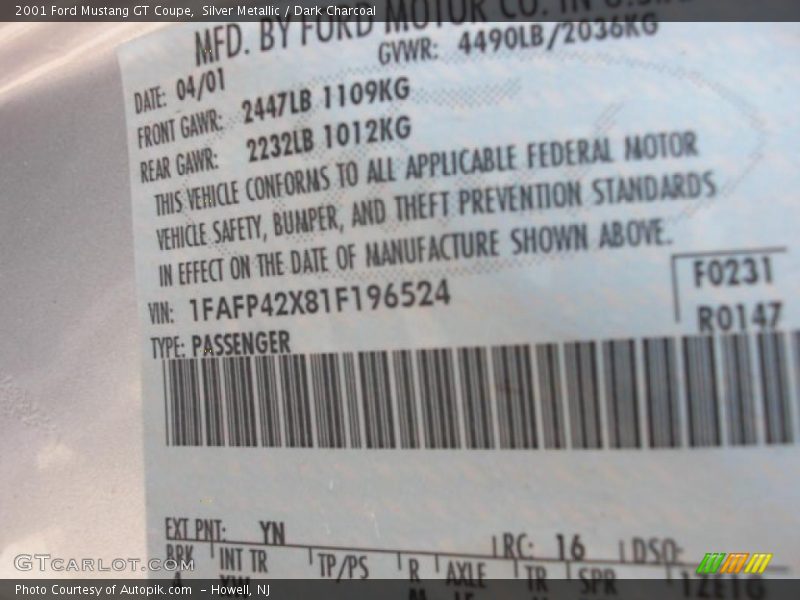 2001 Ford Mustang GT Coupe, Silver Metallic / Dark Charcoal
MFD. BY FORD MOTOR CO. IN
GVWR: 4490LB/2036KG
DATE: 04/01
FRONT GAWR: 2447LB 1109KG
REAR GAWR: 2232LB 1012KG
THIS VEHICLE CONFORMS TO ALL APPLICABLE FEDERAL MOTOR
VEHICLE SAFETY, BUMPER, AND THEFT PREVENTION STANDARDS
IN EFFECT ON THE DATE OF MANUFACTURE SHOWN ABOVE.
VIN: 1FAFP42X81F196524
F0231
R0147
TYPE: PASSENGER
EXT PNT: YN RC: 16 DSO:
BRK INT TR TP/PS R AXLE TR SPR
4
GTCarLot.com
Photo Courtesy of Autopik.com - Howell, NJ